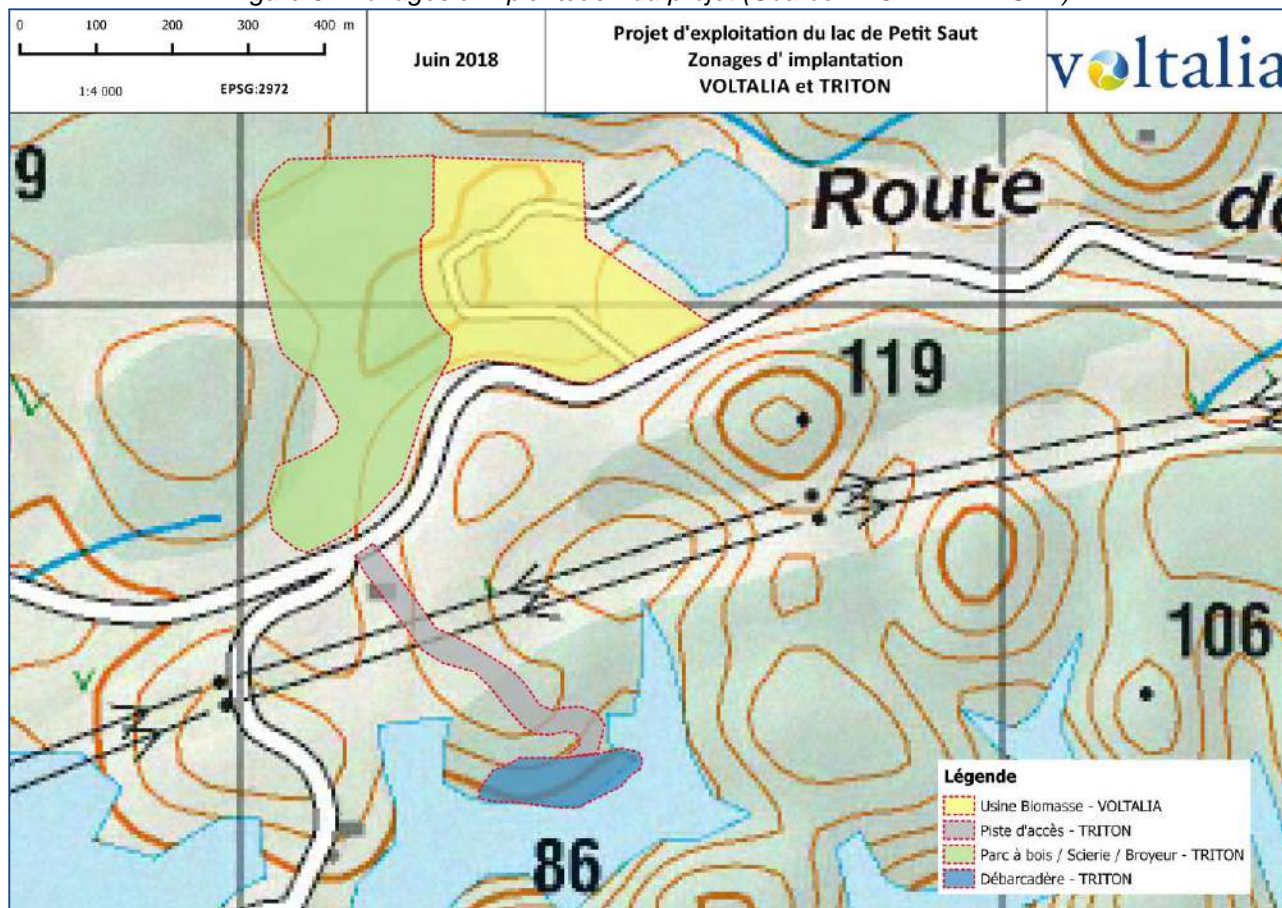 0 100 200 300 400 m
1:4 000 EPSG:2972
Juin 2018
Projet d'exploitation du lac de Petit Saut
Zonages d' implantation
VOLTALIA et TRITON
voltalia
9
Route
119
106
86
Légende
Usine Biomasse - VOLTALIA
Piste d'accès - TRITON
Parc à bois / Scierie / Broyeur - TRITON
Débarcadère - TRITON